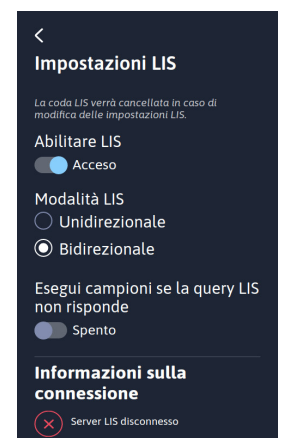 Impostazioni LIS
La coda LIS verrà cancellata in caso di
modifica delle impostazioni LIS.
Abilitare LIS
Acceso
Modalità LIS
Unidirezionale
Bidirezionale
Esegui campioni se la query LIS
non risponde
Spento
Informazioni sulla
connessione
Server LIS disconnesso